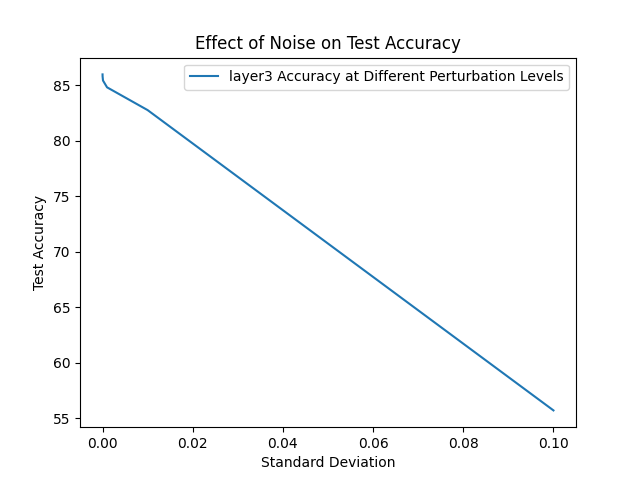 Effect of Noise on Test Accuracy
layer3 Accuracy at Different Perturbation Levels
Test Accuracy
85
80
75
70
65
60
55
0.00 0.02 0.04 0.06 0.08 0.10
Standard Deviation